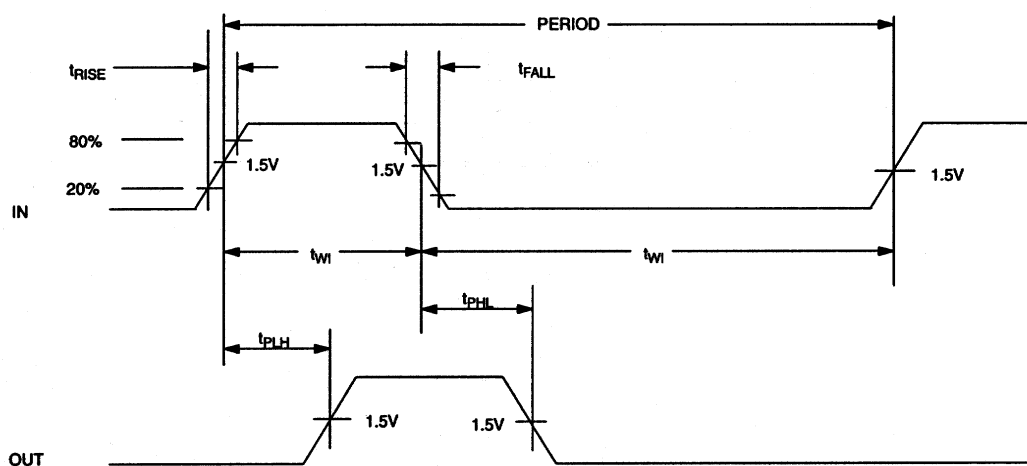 PERIOD
tRISE
tFALL
80%
1.5V
1.5V
20%
1.5V
IN
tWI
tWI
tPHL
tPLH
1.5V
1.5V
OUT